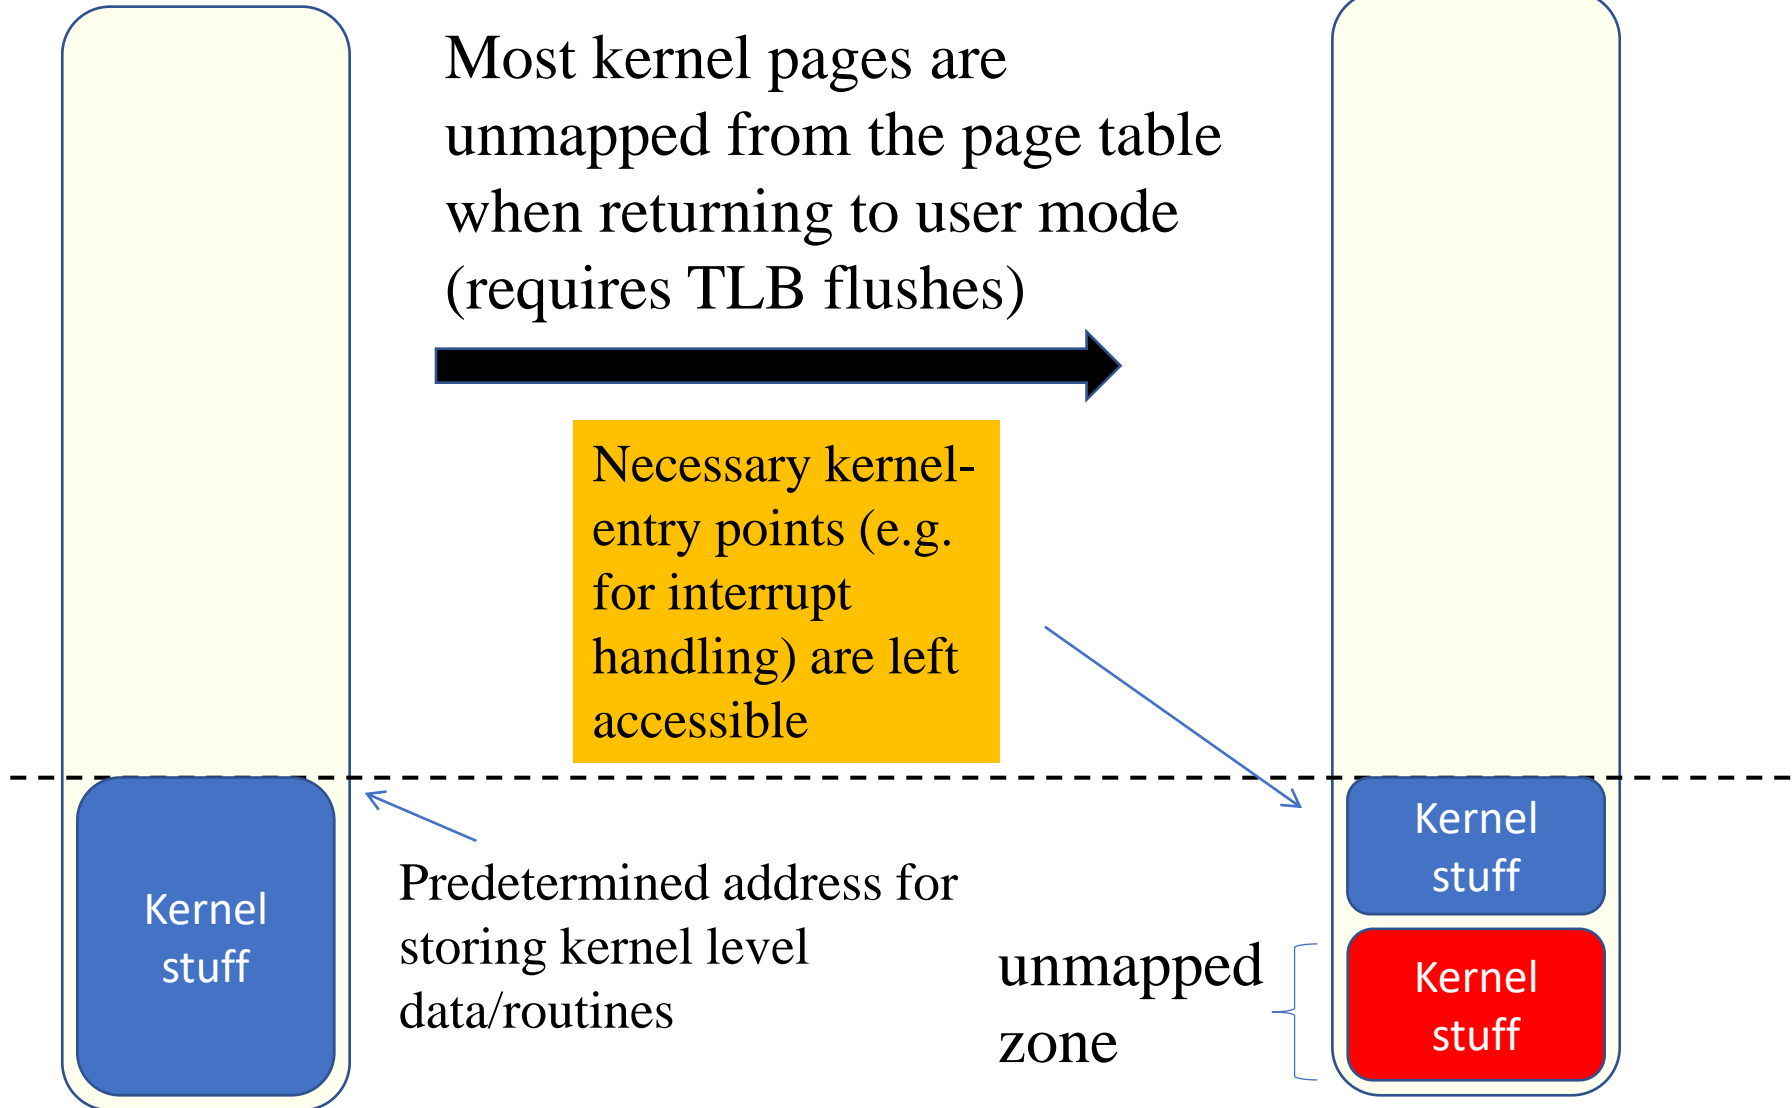 Most kernel pages are
unmapped from the page table
when returning to user mode
(requires TLB flushes)
Necessary kernel-
entry points (e.g.
for interrupt
handling) are left
accessible
Kernel
stuff
Predetermined address for
storing kernel level
data/routines
unmapped
zone
Kernel
stuff
Kernel
stuff